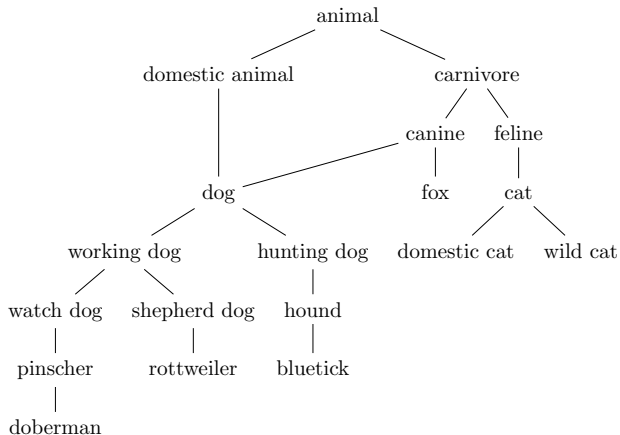 animal
domestic animal carnivore
canine feline
dog fox cat
working dog hunting dog domestic cat wild cat
watch dog shepherd dog hound
pinscher rottweiler bluetick
doberman